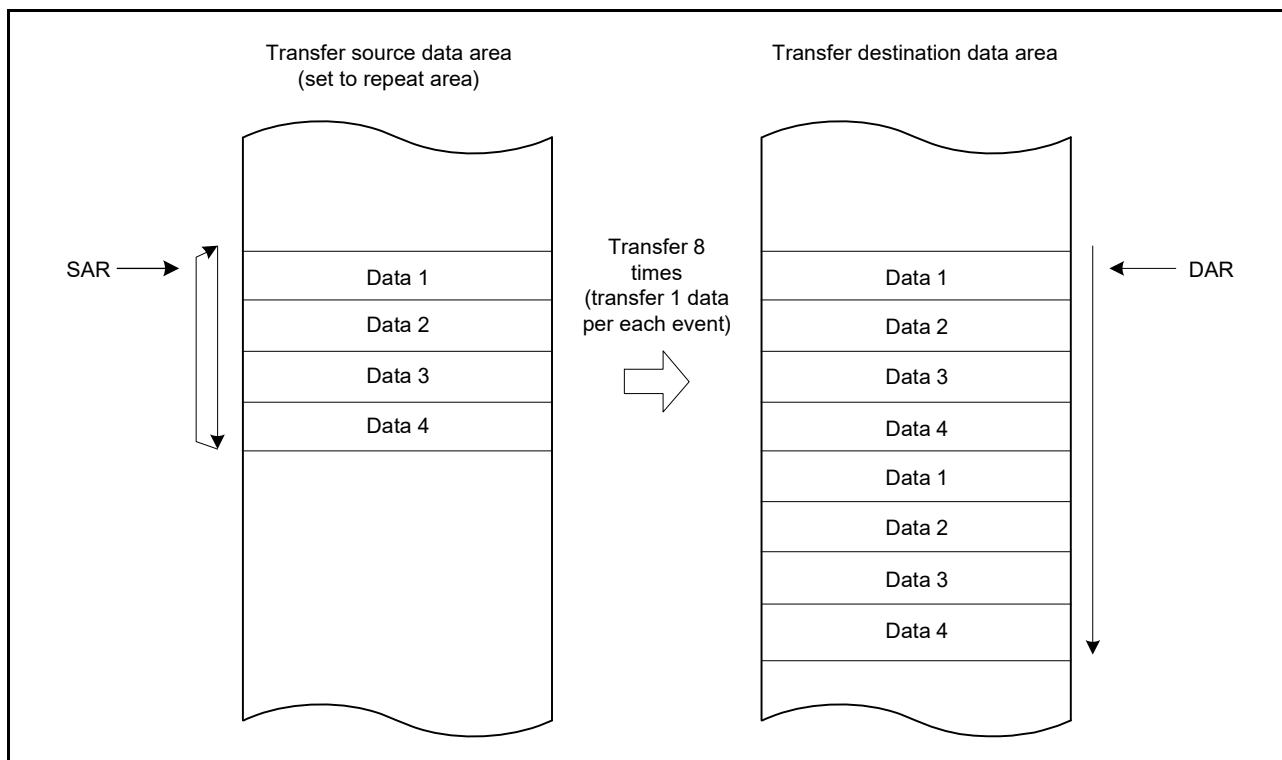 Transfer source data area
(set to repeat area)
Transfer destination data area
SAR
Data 1
Data 2
Data 3
Data 4
Transfer 8
times
(transfer 1 data
per each event)
Data 1
Data 2
Data 3
Data 4
Data 1
Data 2
Data 3
Data 4
DAR